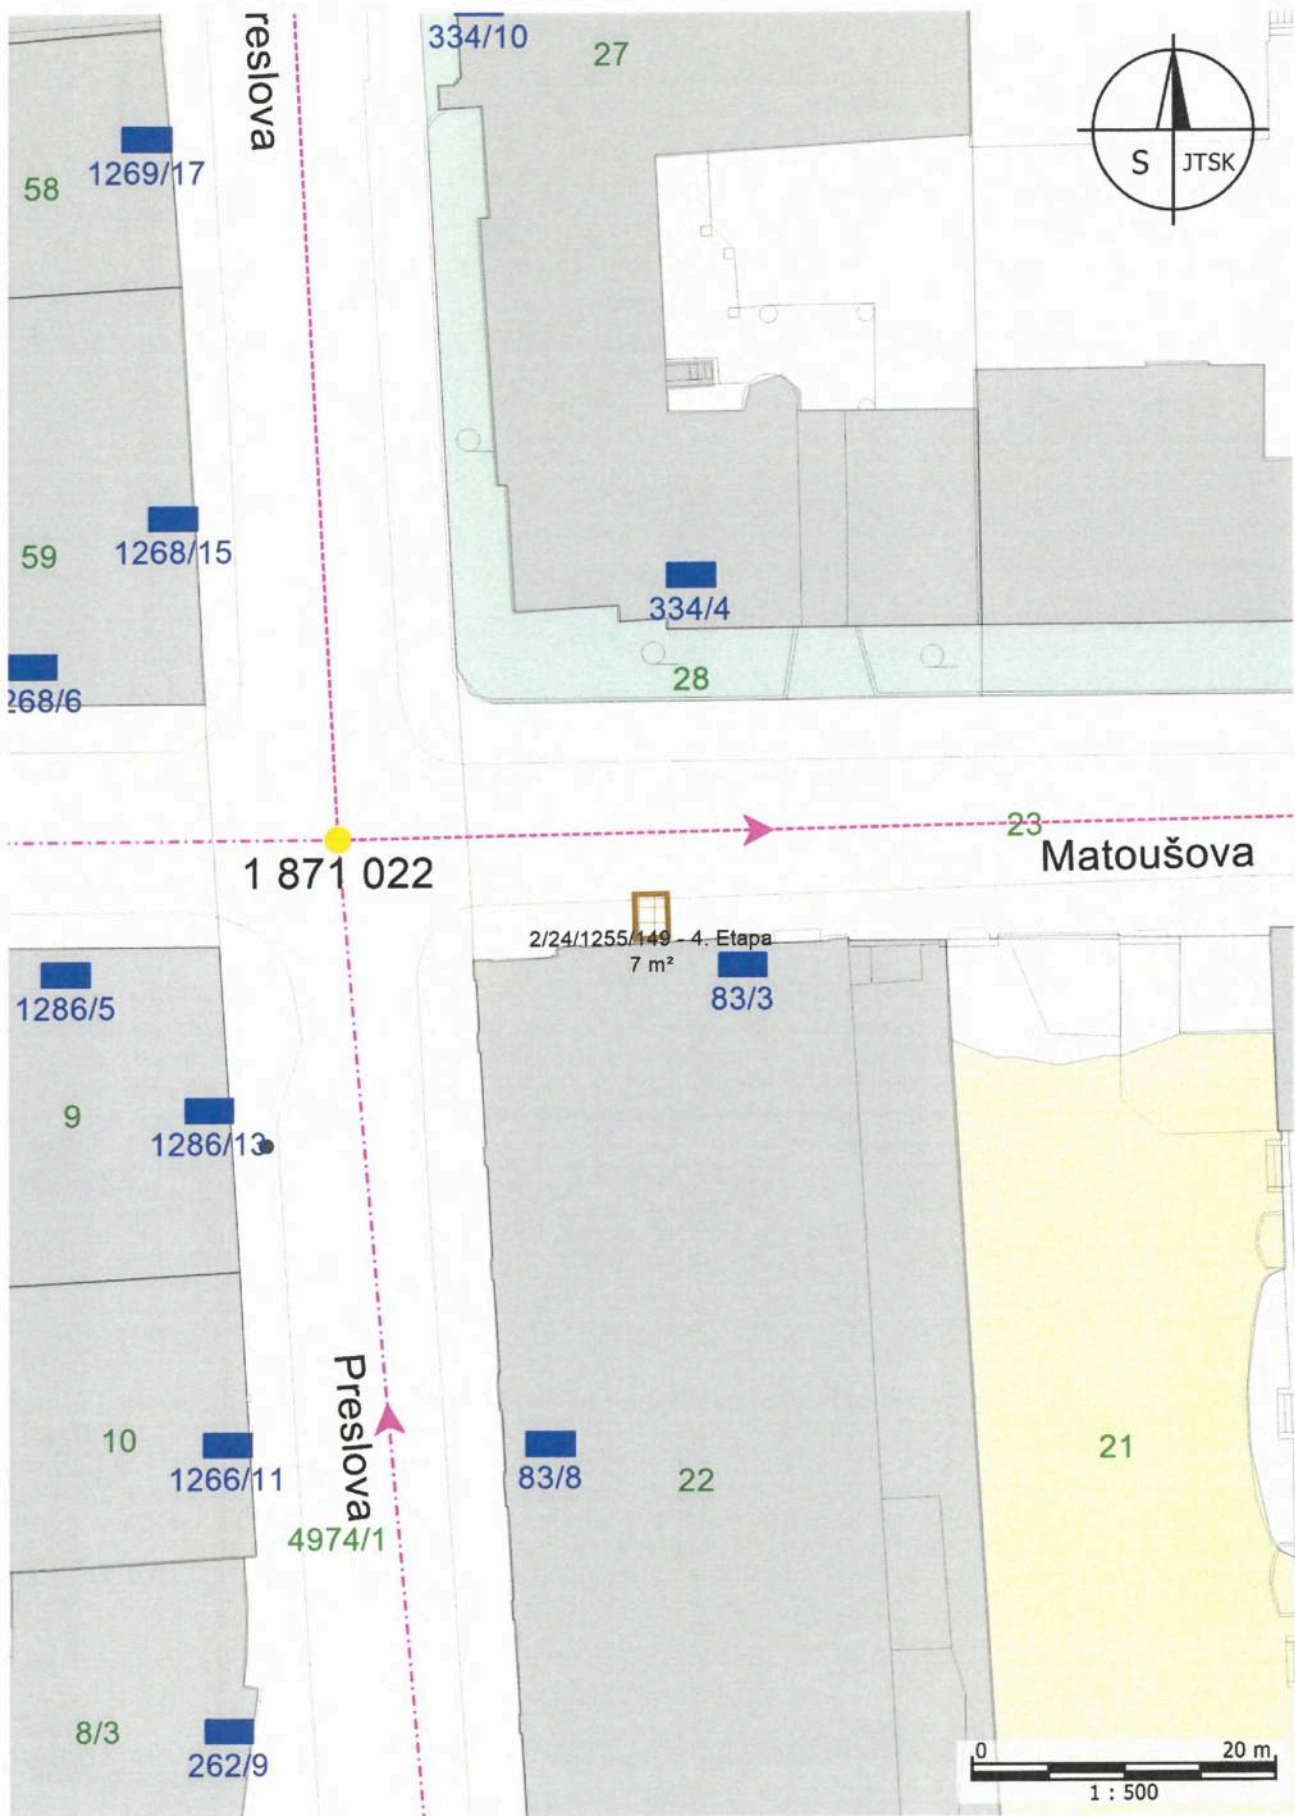 reslova
334/10
27
S JTSK
1269/17
58
1268/15
59
334/4
268/6
28
23
Matoušova
1 871 022
2/24/1255/149 - 4. Etapa
7 m²
83/3
1286/5
9
1286/13
Preslova
10
1266/11
83/8
22
21
4974/1
8/3
262/9
0 20 m
1 : 500